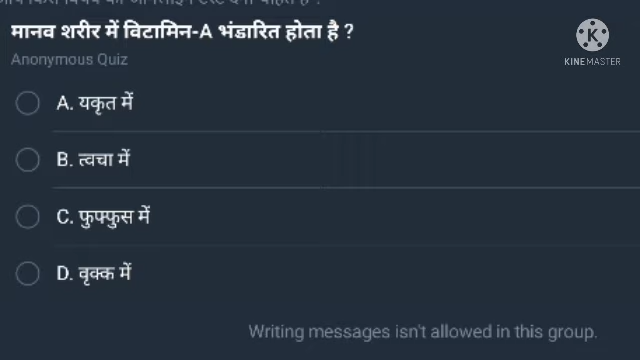 मानव शरीर में विटामिन-A भंडारित होता है ?
Anonymous Quiz
K
KINEMASTER
A. यकृत में
B. त्वचा में
C. फुफ्फुस में
D. वृक्क में
Writing messages isn't allowed in this group.